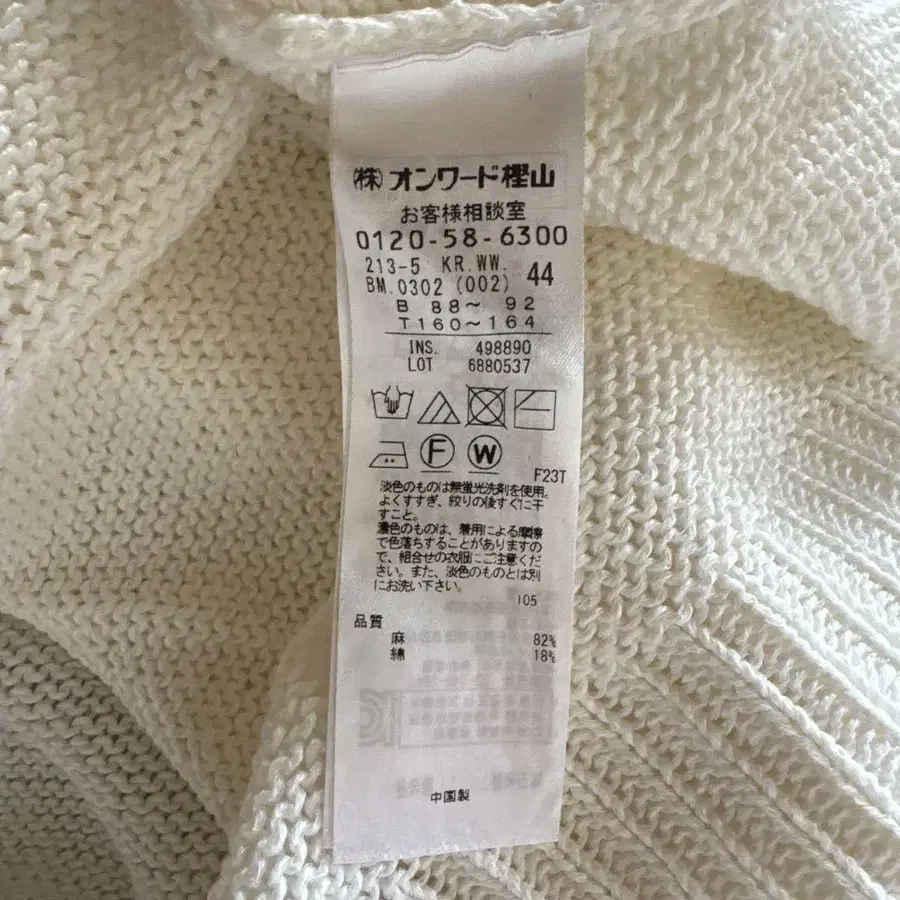 ㈱オンワード樫山
お客様相談室
0120-58-6300
213-5 KR.WW.
BM.0302 (002) 44
B 88～ 92
T160～164
INS. 498890
LOT 6880537
F W
F23T
淡色のものは無蛍光洗剤を使用。
よくすすぎ、絞りの後すぐに干
すこと。
濃色のものは、着用による摩擦
で色落ちすることがありますの
で、組合せの衣服にご注意くだ
さい。また、淡色のものとは別
にお洗い下さい。
105
品質
麻 82%
綿 18%
中国製